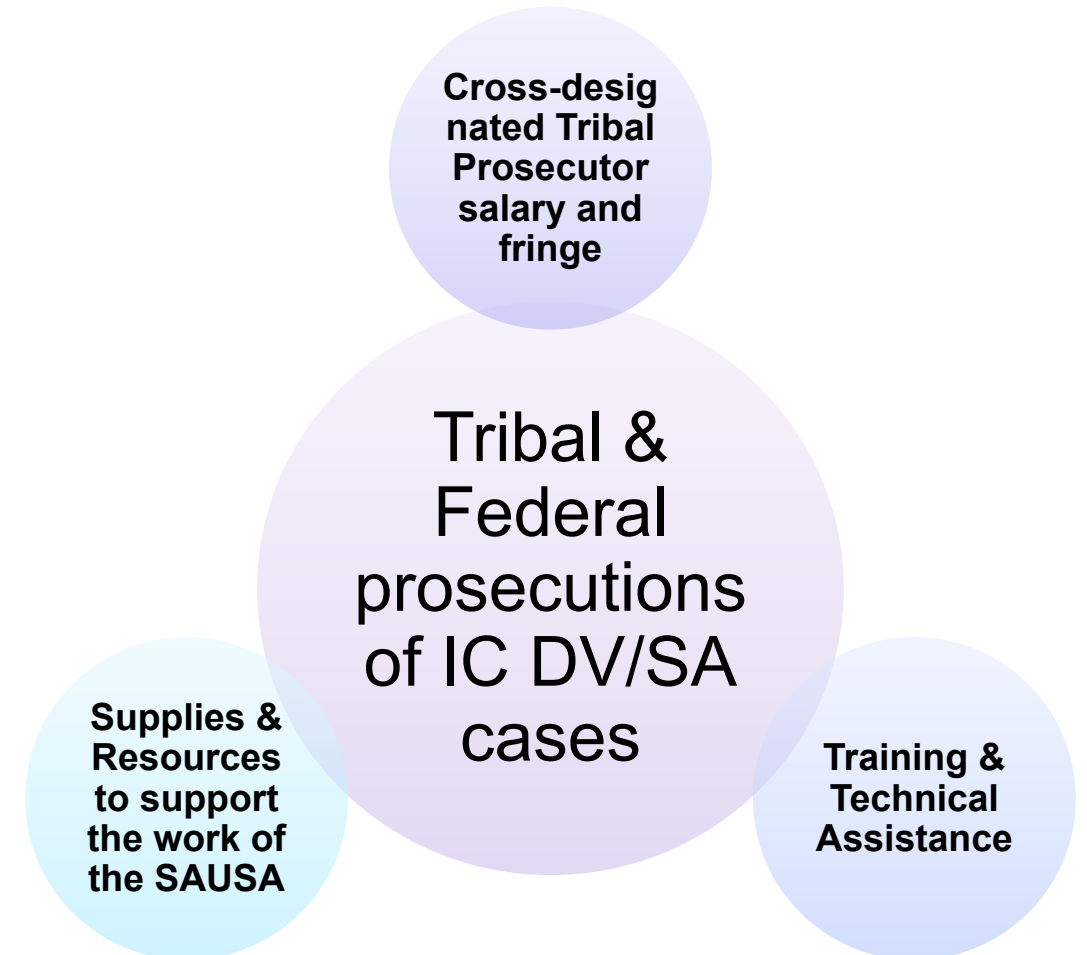 Cross-desig
nated Tribal
Prosecutor
salary and
fringe
Tribal &
Federal
prosecutions
of IC DV/SA
cases
Supplies &
Resources
to support
the work of
the SAUSA
Training &
Technical
Assistance